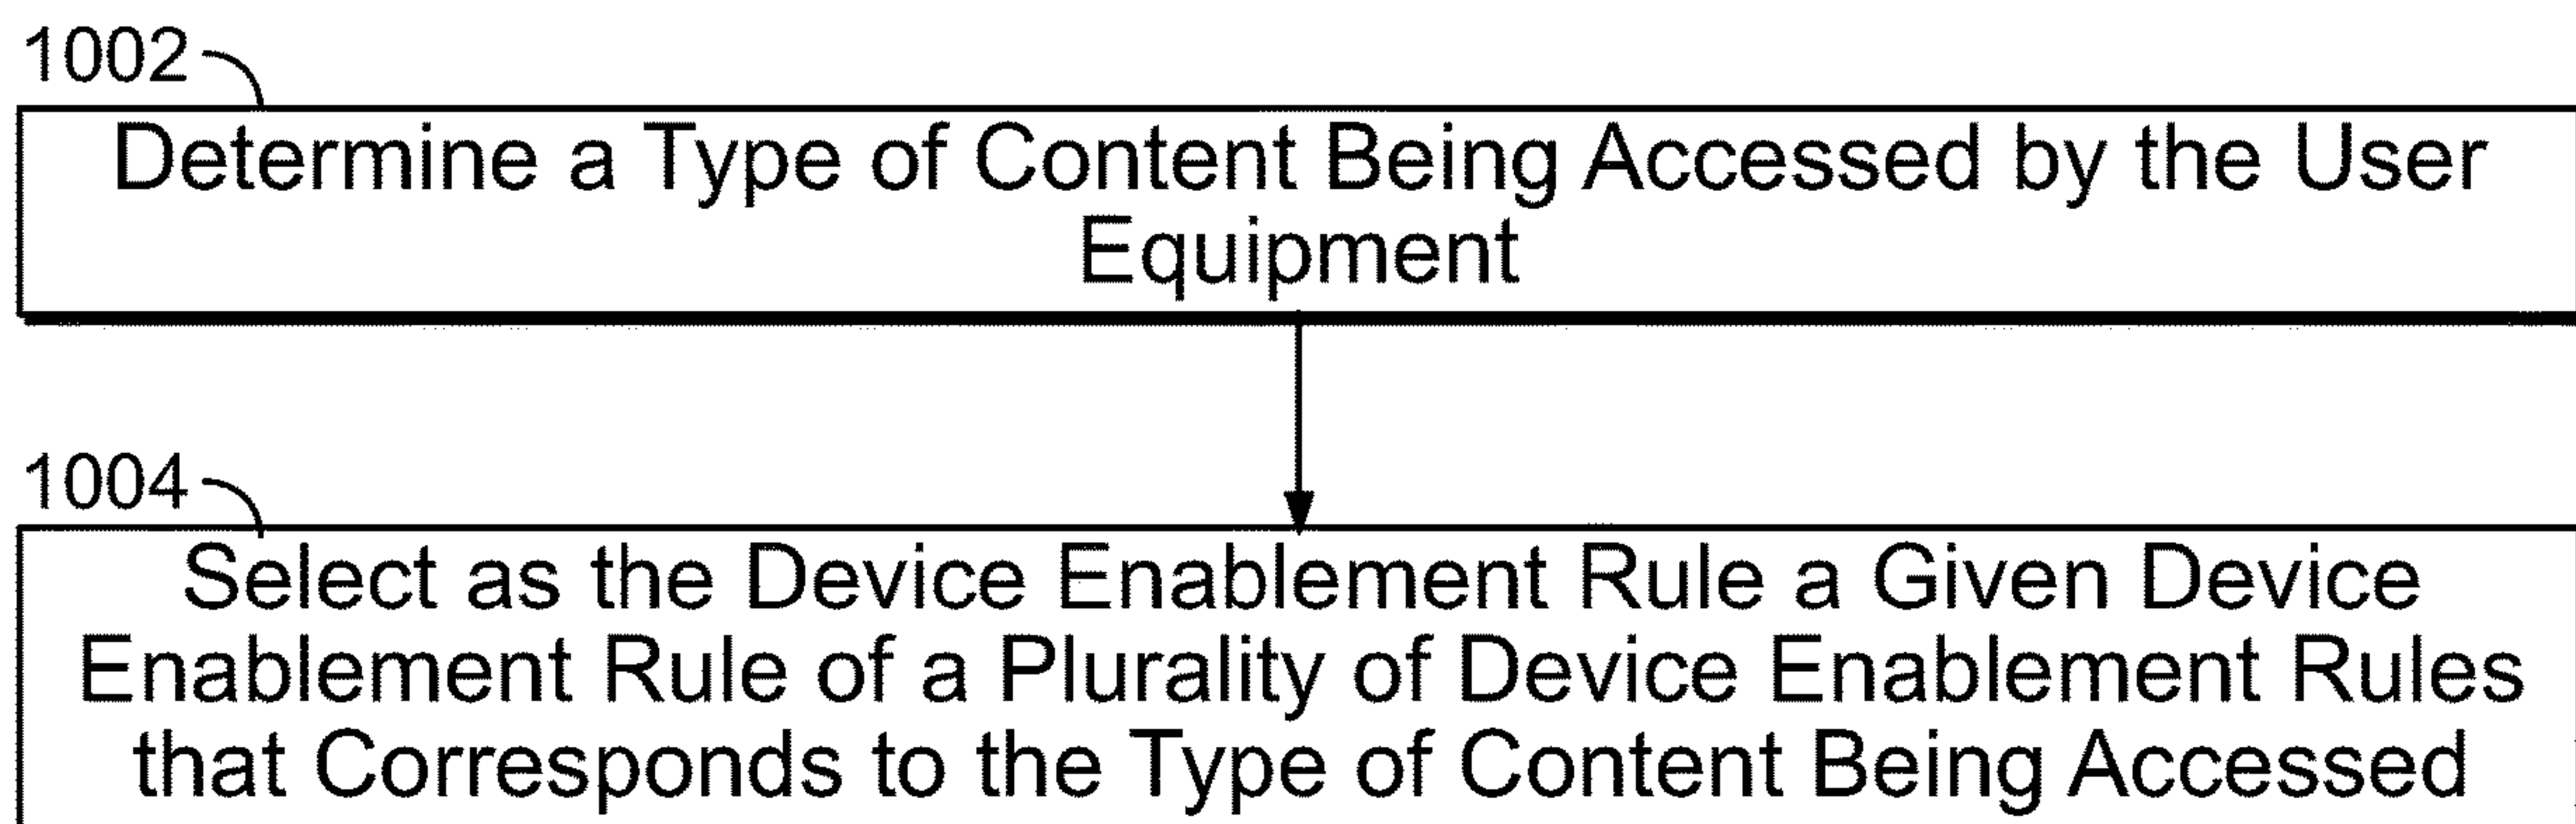 1002
Determine a Type of Content Being Accessed by the User
Equipment
1004
Select as the Device Enablement Rule a Given Device
Enablement Rule of a Plurality of Device Enablement Rules
that Corresponds to the Type of Content Being Accessed